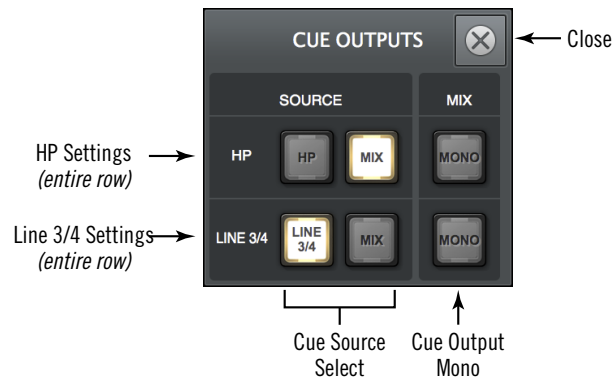 CUE OUTPUTS
Close
SOURCE
MIX
HP Settings
(entire row)
HP
HP
MIX
MONO
Line 3/4 Settings
(entire row)
LINE 3/4
LINE
3/4
MIX
MONO
Cue Source
Select
Cue Output
Mono